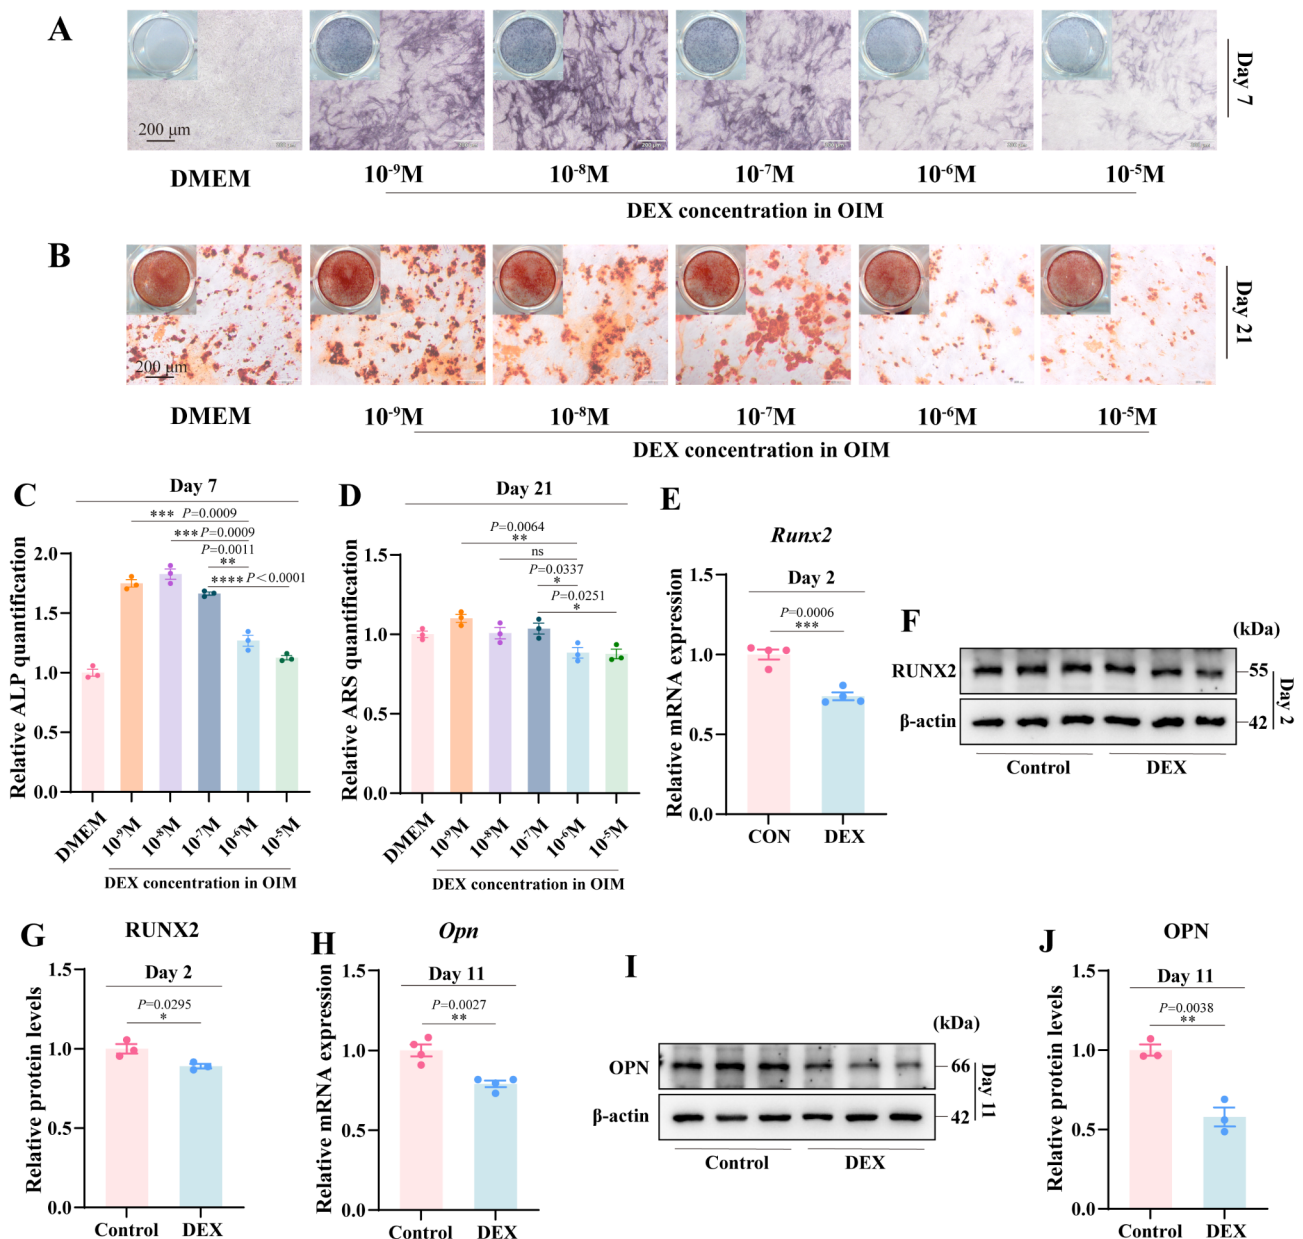 A
200 μm
200 μm
Day 7
DMEM
10⁻⁹M
10⁻⁸M
10⁻⁷M
10⁻⁶M
10⁻⁵M
DEX concentration in OIM
B
200 μm
Day 21
DMEM
10⁻⁹M
10⁻⁸M
10⁻⁷M
10⁻⁶M
10⁻⁵M
DEX concentration in OIM
C
Day 7
*** P=0.0009
*** P=0.0009
P=0.0011
**
**** P<0.0001
Relative ALP quantification
2.0
1.5
1.0
0.5
0.0
DMEM
10⁻⁹M
10⁻⁸M
10⁻⁷M
10⁻⁶M
10⁻⁵M
DEX concentration in OIM
D
Day 21
P=0.0064
**
ns
P=0.0337
*
P=0.0251
*
Relative ARS quantification
1.5
1.0
0.5
0.0
DMEM
10⁻⁹M
10⁻⁸M
10⁻⁷M
10⁻⁶M
10⁻⁵M
DEX concentration in OIM
E
Runx2
Day 2
P=0.0006
***
Relative mRNA expression
1.5
1.0
0.5
0.0
CON
DEX
F
(kDa)
RUNX2
55
β-actin
42
Day 2
Control
DEX
G
RUNX2
Day 2
P=0.0295
*
Relative protein levels
1.5
1.0
0.5
0.0
Control
DEX
H
Opn
Day 11
P=0.0027
**
Relative mRNA expression
1.5
1.0
0.5
0.0
Control
DEX
I
(kDa)
OPN
66
β-actin
42
Day 11
Control
DEX
J
OPN
Day 11
P=0.0038
**
Relative protein levels
1.5
1.0
0.5
0.0
Control
DEX